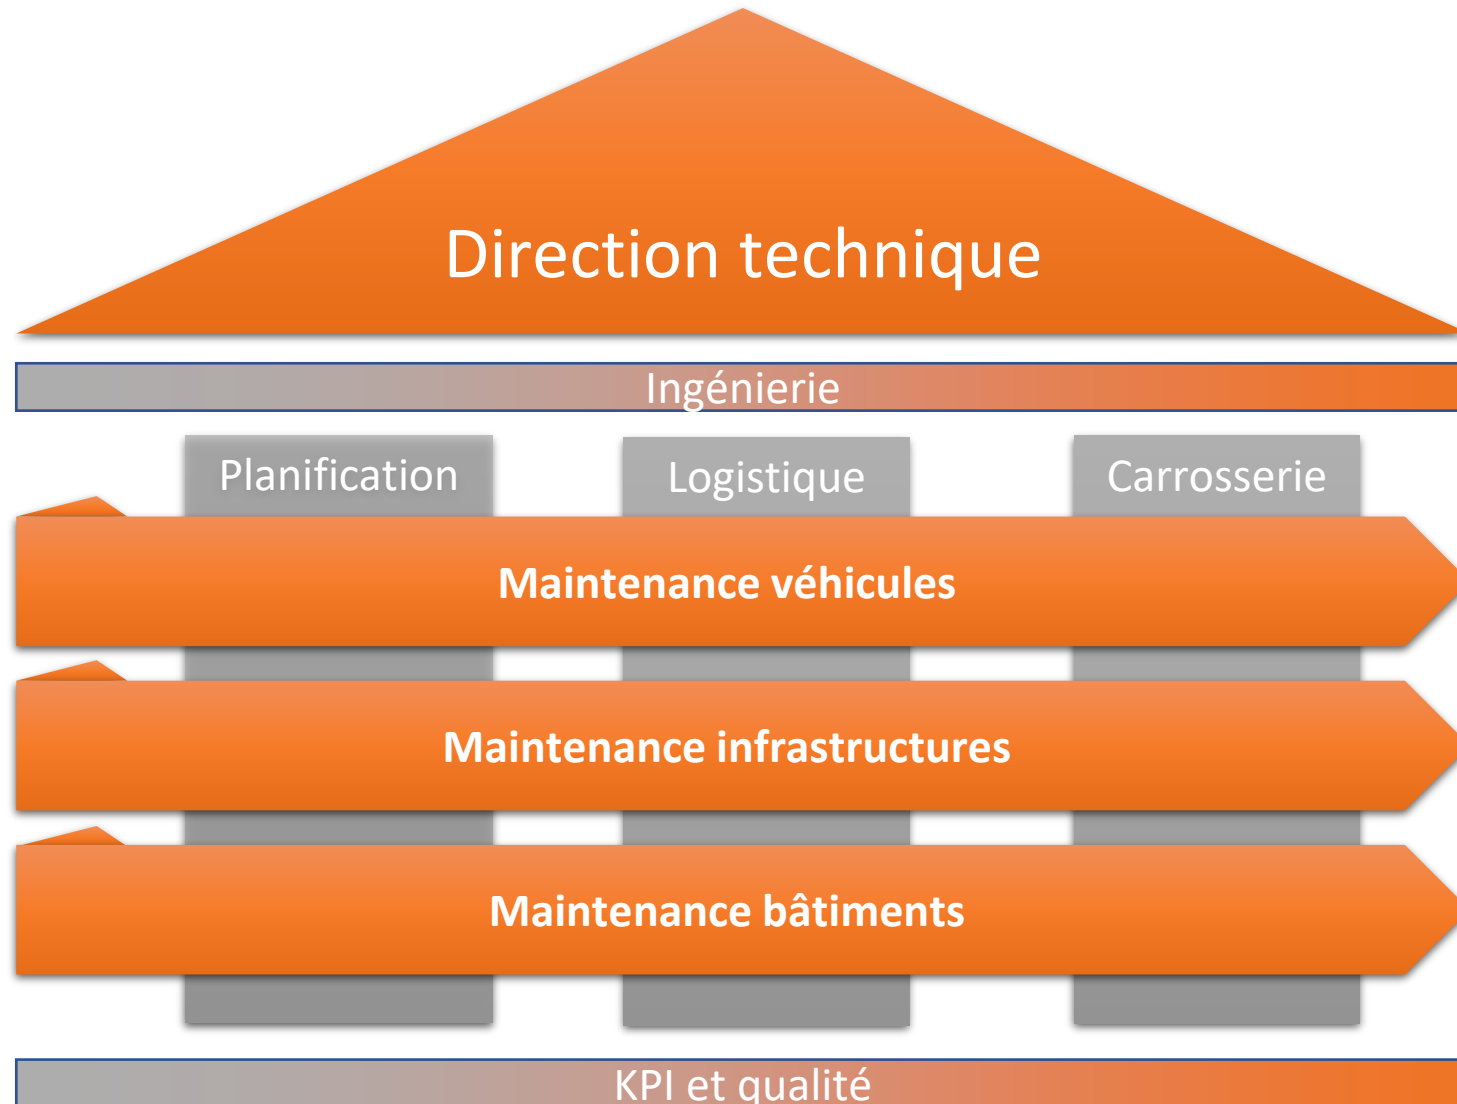 Direction technique
Ingénierie
Planification
Logistique
Carrosserie
Maintenance véhicules
Maintenance infrastructures
Maintenance bâtiments
KPI et qualité